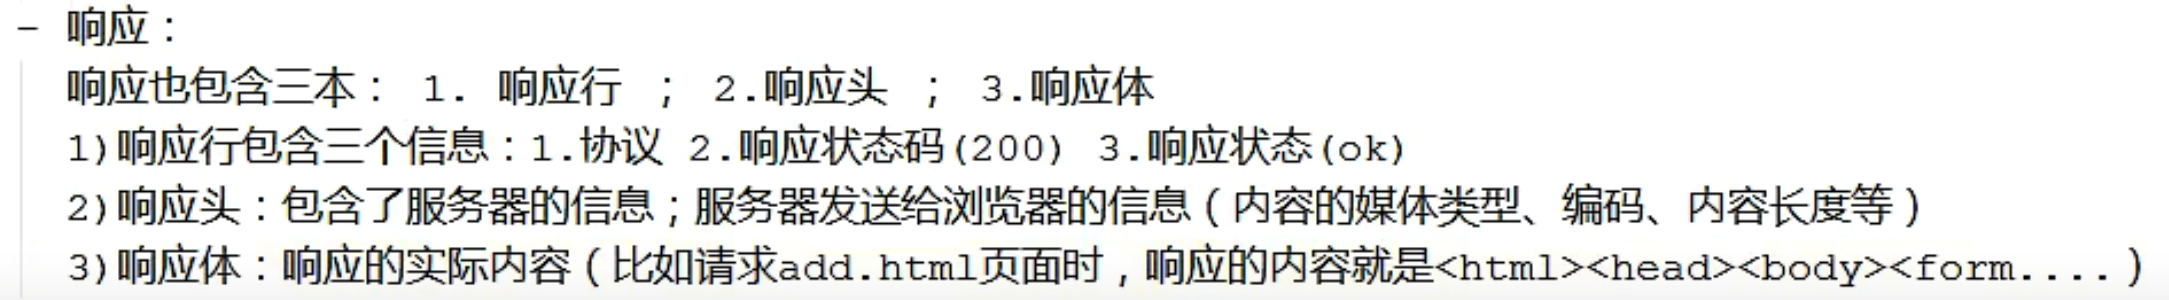 - 响应：
响应也包含三本： 1. 响应行 ； 2.响应头 ； 3.响应体
1)响应行包含三个信息：1.协议 2.响应状态码(200) 3.响应状态(ok)
2)响应头：包含了服务器的信息；服务器发送给浏览器的信息（内容的媒体类型、编码、内容长度等）
3)响应体：响应的实际内容（比如请求add.html页面时，响应的内容就是<html><head><body><form....）